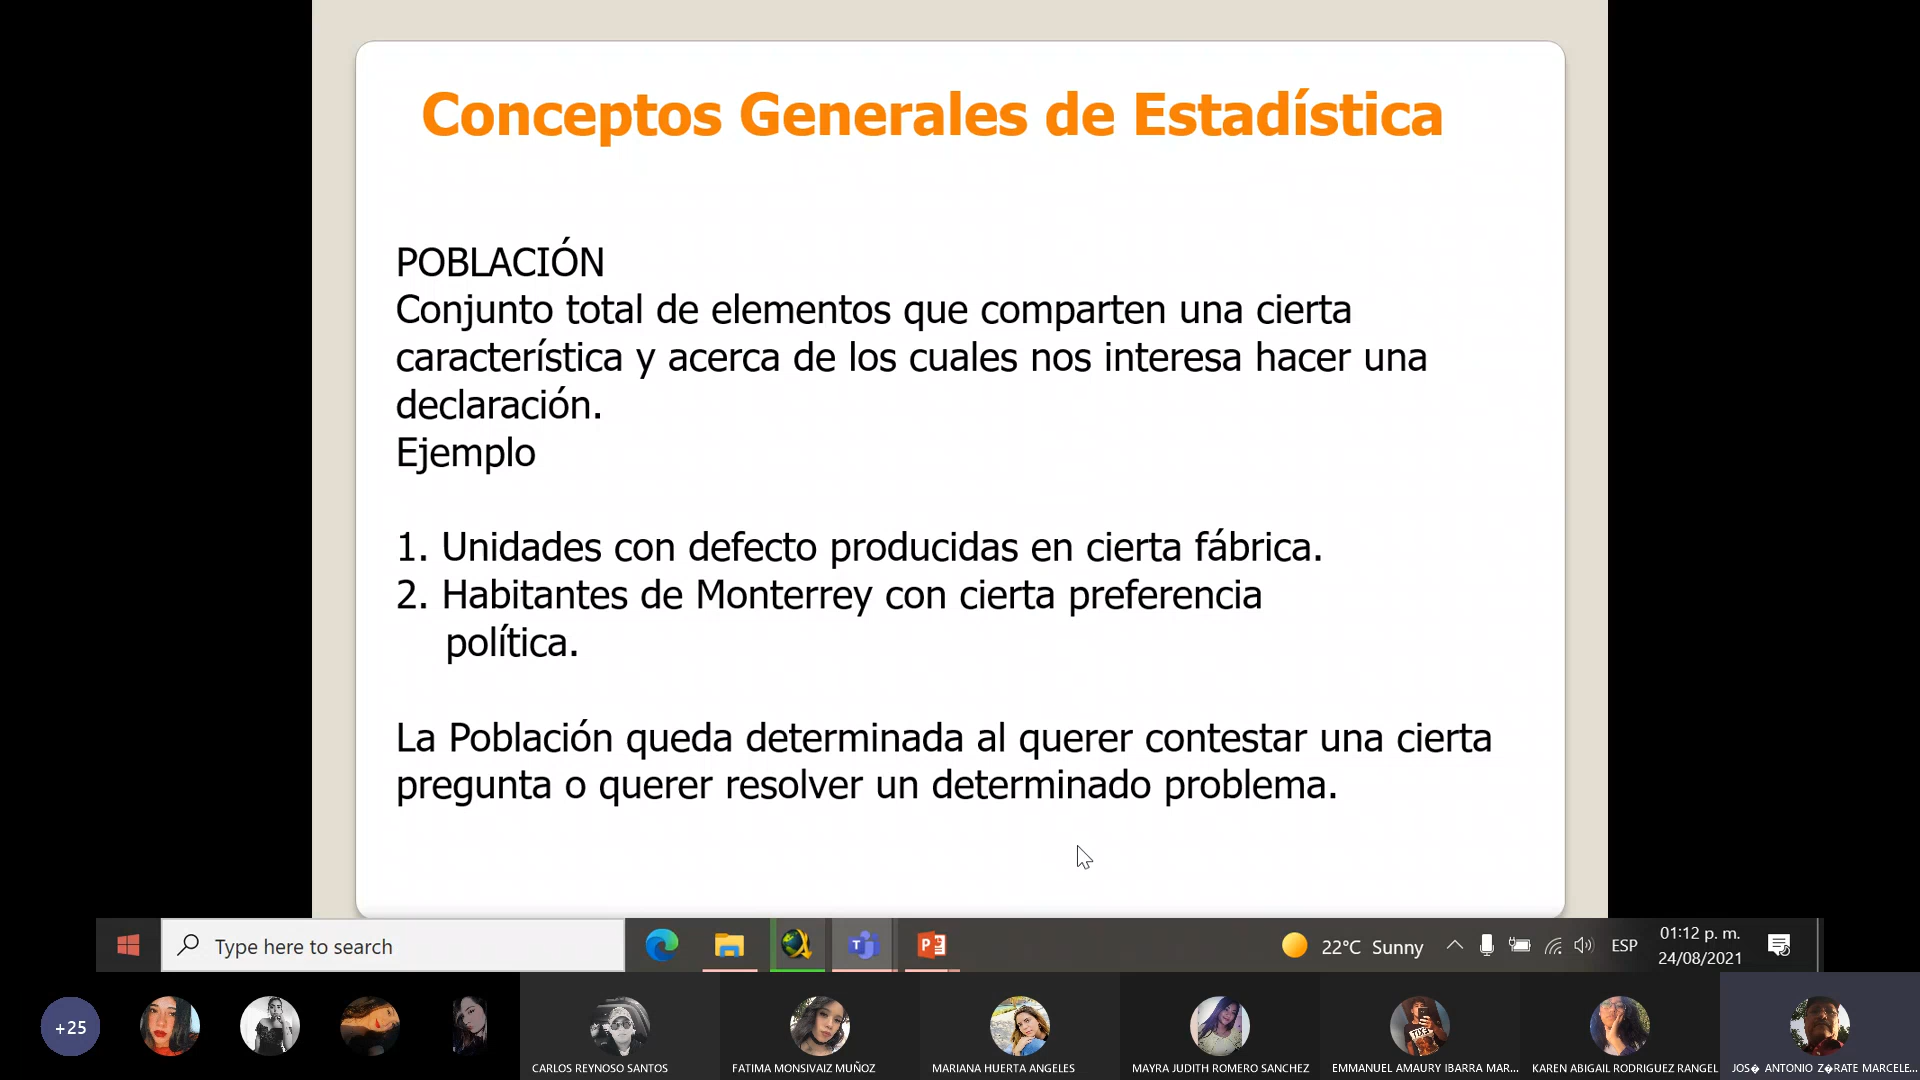 Conceptos Generales de Estadística
POBLACIÓN
Conjunto total de elementos que comparten una cierta
característica y acerca de los cuales nos interesa hacer una
declaración.
Ejemplo
1. Unidades con defecto producidas en cierta fábrica.
2. Habitantes de Monterrey con cierta preferencia
política.
La Población queda determinada al querer contestar una cierta
pregunta o querer resolver un determinado problema.
Type here to search
22°C Sunny
ESP
01:12 p. m.
24/08/2021
+25
CARLOS REYNOSO SANTOS
FATIMA MONSIVAIZ MUÑOZ
MARIANA HUERTA ANGELES
MAYRA JUDITH ROMERO SANCHEZ
EMMANUEL AMAURY IBARRA MAR...
KAREN ABIGAIL RODRIGUEZ RANGEL
JOS� ANTONIO Z�RATE MARCELE...